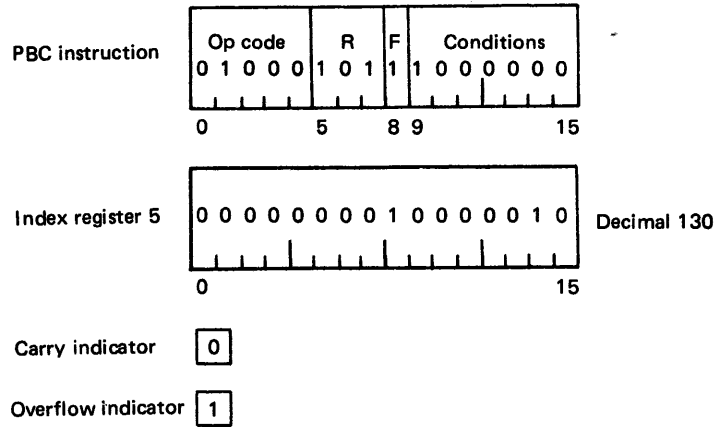 Op code R F Conditions
PBC instruction
0 1 0 0 0 1 0 1 1 1 0 0 0 0 0 0
0 5 8 9 15
Index register 5 0 0 0 0 0 0 0 0 1 0 0 0 0 0 1 0 Decimal 130
0 15
Carry indicator 0
Overflow indicator 1